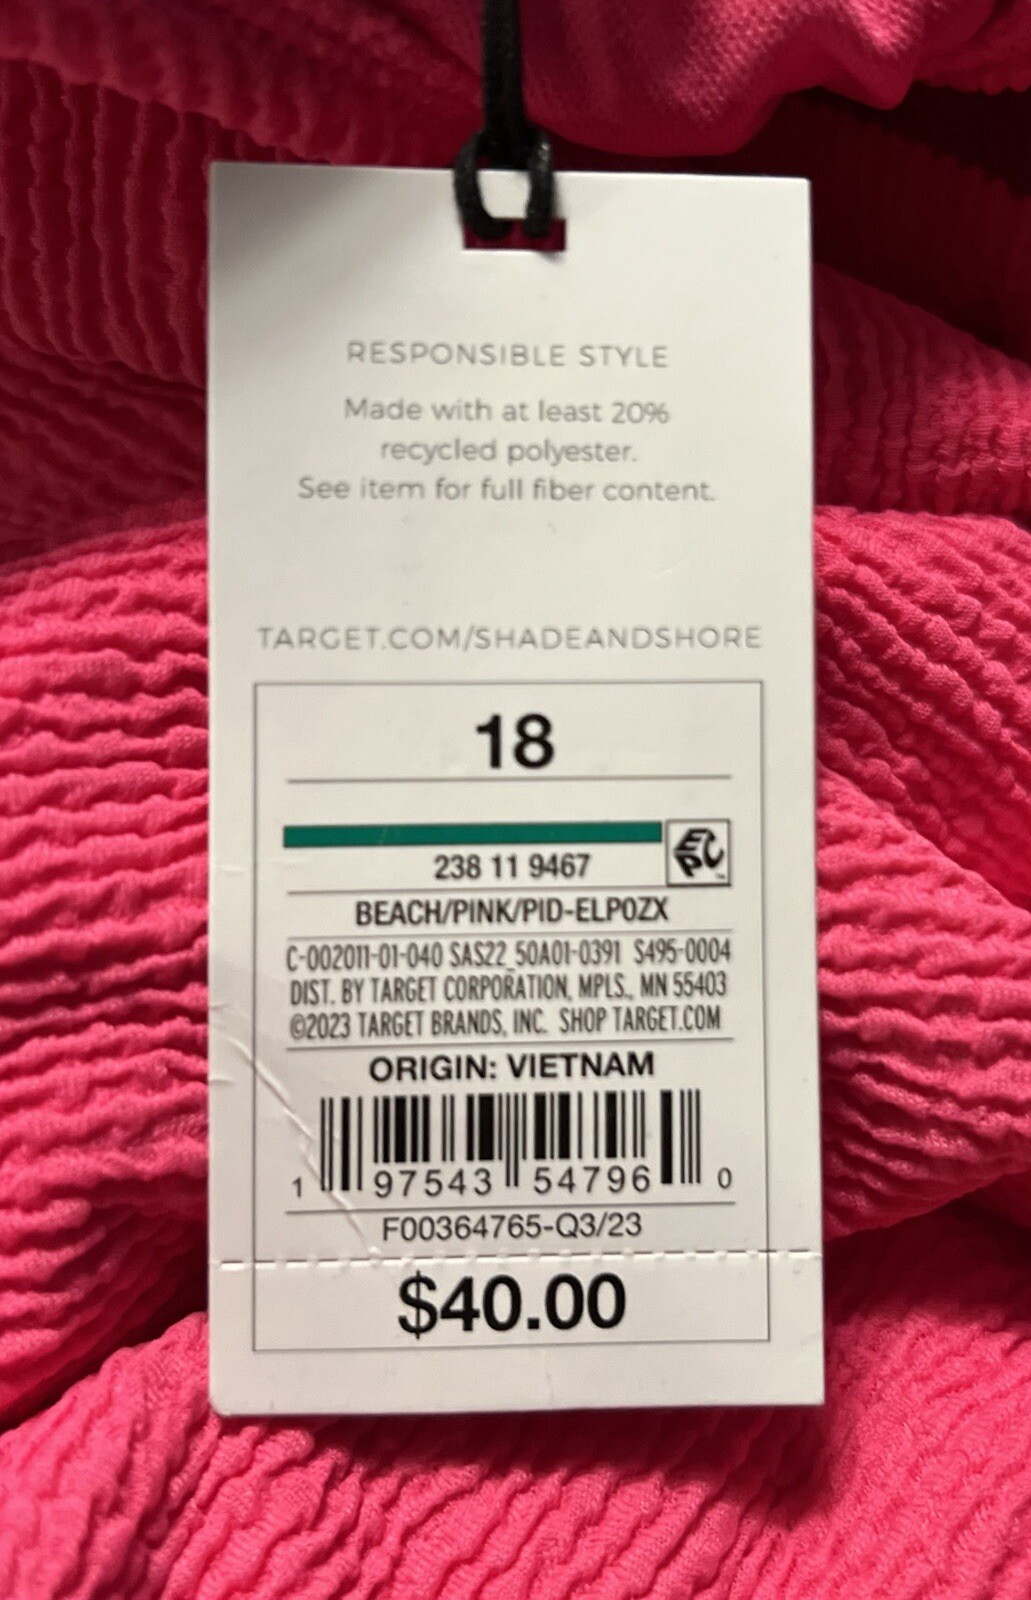 RESPONSIBLE STYLE
Made with at least 20%
recycled polyester.
See item for full fiber content.
TARGET.COM/SHADEANDSHORE
18
EPC
238 11 9467
BEACH/PINK/PID-ELP0ZX
C-002011-01-040 SAS22_50A01-0391 S495-0004
DIST. BY TARGET CORPORATION, MPLS., MN 55403
©2023 TARGET BRANDS, INC. SHOP TARGET.COM
ORIGIN: VIETNAM
1 97543 54796 0
F00364765-Q3/23
$40.00